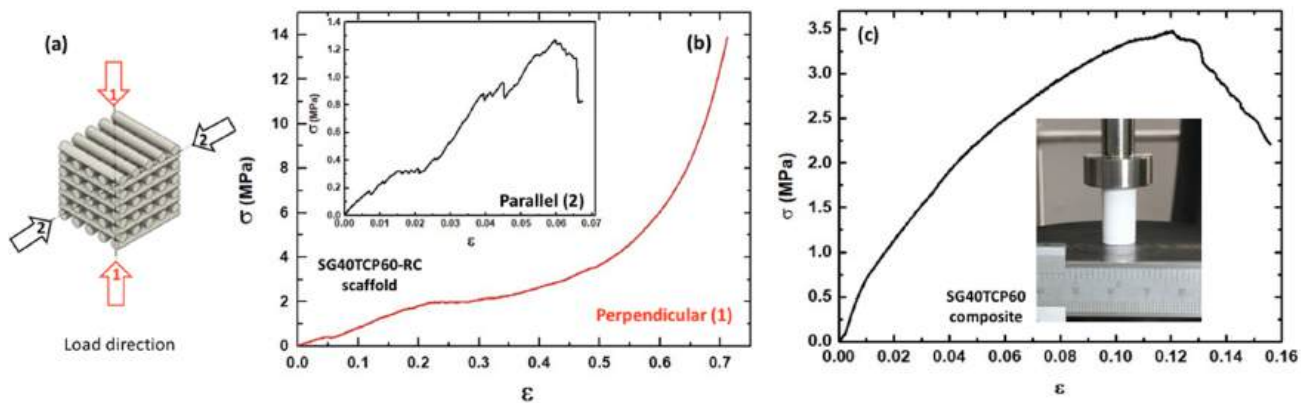 (a)
1
2
2
1
Load direction
(b)
σ (MPa)
14
12
10
8
6
4
2
0
0.0 0.1 0.2 0.3 0.4 0.5 0.6 0.7
ε
SG40TCP60-RC
scaffold
Perpendicular (1)
σ (MPa)
1.4
1.2
1.0
0.8
0.6
0.4
0.2
0.0
0.00 0.01 0.02 0.03 0.04 0.05 0.06 0.07
ε
Parallel (2)
(c)
σ (MPa)
3.5
3.0
2.5
2.0
1.5
1.0
0.5
0.0
0.00 0.02 0.04 0.06 0.08 0.10 0.12 0.14 0.16
ε
SG40TCP60
composite